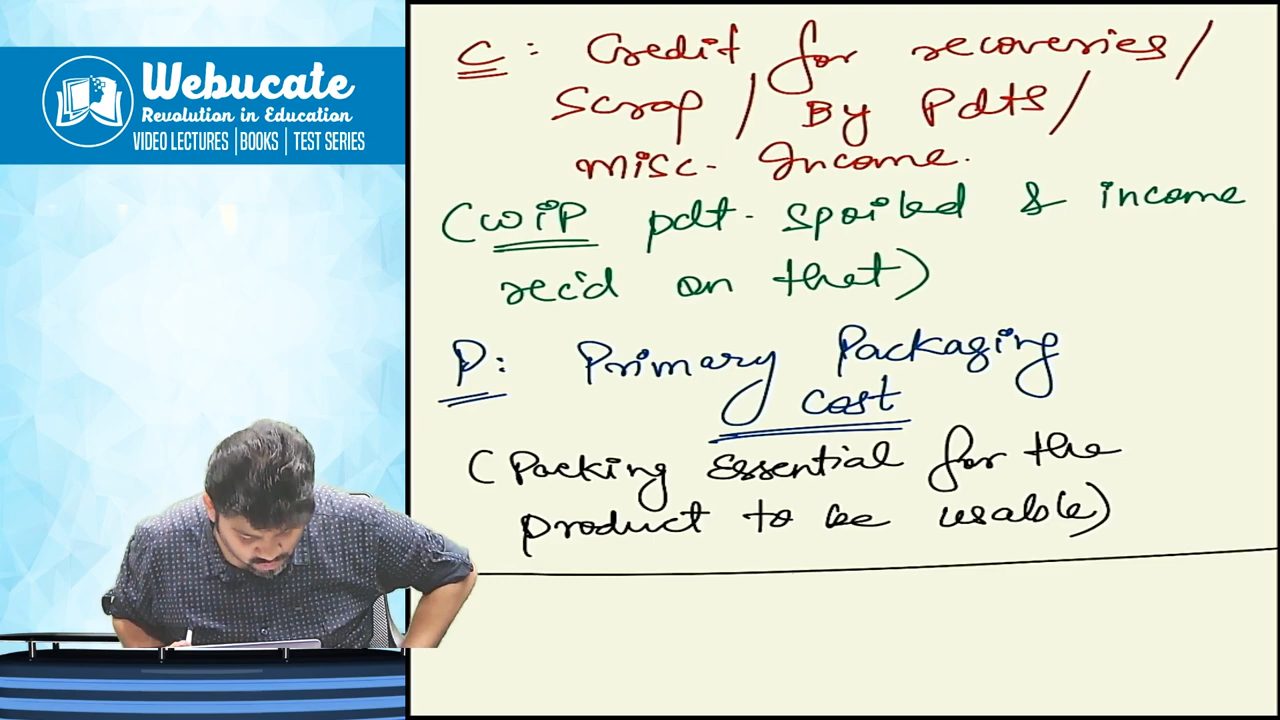 Webucate
Revolution in Education
VIDEO LECTURES | BOOKS | TEST SERIES
C : Credit for recoveries /
Scrap / By Pdts /
Misc. Income.
(WIP pdt. spoiled & income
rec'd on that)
P: Primary Packaging
Cost
(Packing Essential for the
product to be usable)